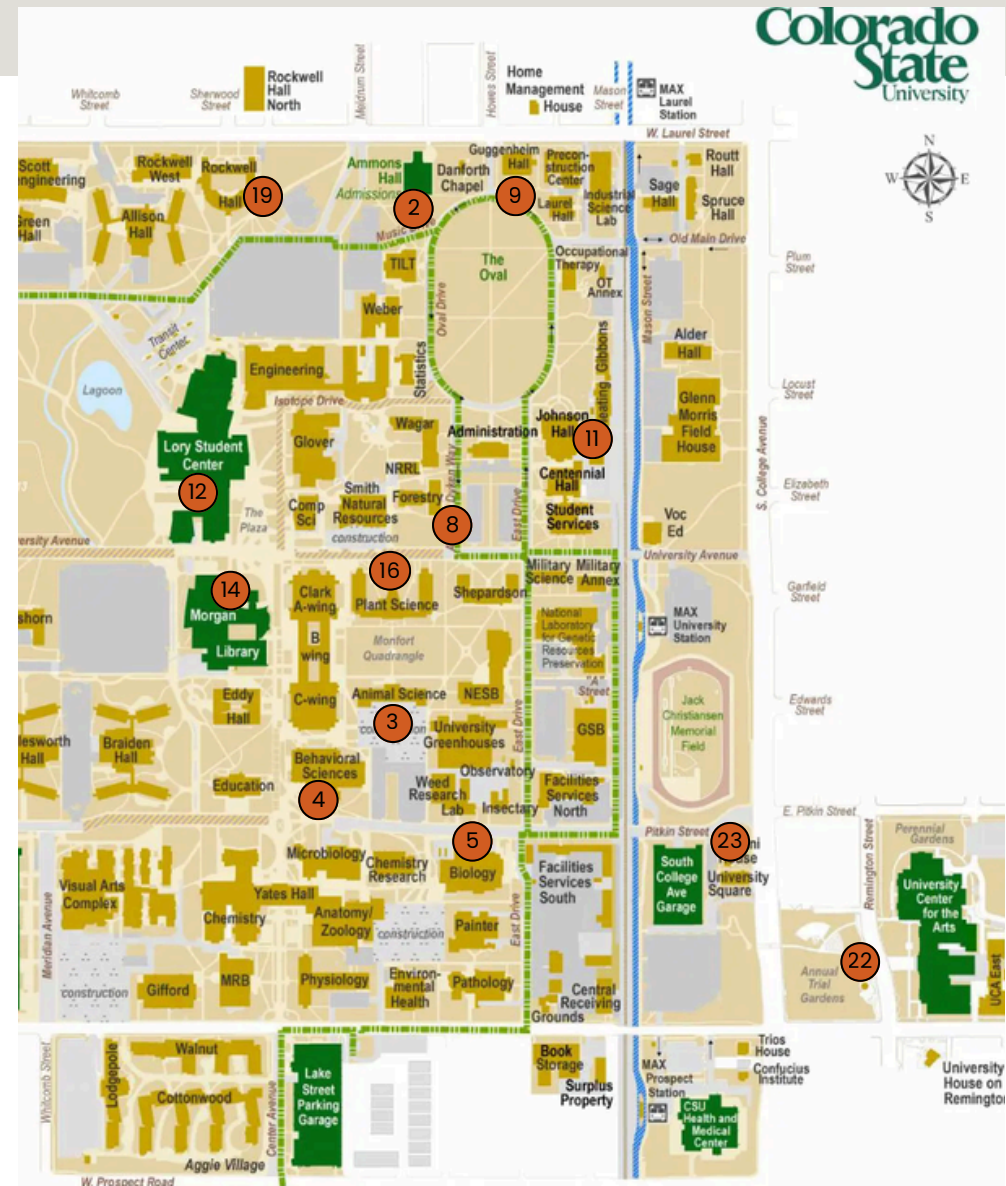 Colorado
State
University
Rockwell
Hall
North
Whitcomb
Street
Sherwood
Street
Meldrum Street
Howes Street
Home
Management
House
Mason
Street
MAX
Laurel
Station
W. Laurel Street
N
W
E
S
Scott
Rockwell
West
Rockwell
Hall
19
Allison
Hall
Hall
Ammons
Hall
Admissions
2
Music Drive
Danforth
Chapel
Guggenheim
Hall
9
Precon-
struction
Center
Laurel
Hall
Industrial
Science
Lab
Sage
Hall
Routt
Hall
Spruce
Hall
Old Main Drive
Plum
Street
TILT
The
Oval
Oval Drive
Occupational
Therapy
OT
Annex
Mason Street
Weber
Transit
Center
Lagoon
Engineering
Statistics
Isotope Drive
Gibbons
Alder
Hall
Glenn
Morris
Field
House
Locust
Street
S. College Avenue
Lory Student
Center
12
The
Plaza
Glover
Wagar
NRRL
Comp
Sci
Smith
Natural
Resources
construction
Forestry
8
Administration
East Drive
Johnson
Hall
11
Centennial
Hall
Student
Services
Elizabeth
Street
Voc
Ed
University Avenue
Garfield
Street
16
14
Morgan
Library
Clark
A-wing
B
wing
C-wing
Plant Science
Shepardson
Monfort
Quadrangle
Military
Science
Military
Annex
National
Laboratory
for Genetic
Resources
Preservation
MAX
University
Station
"A"
Street
Edwards
Street
Eddy
Hall
Animal Science
3
NESB
University
Greenhouses
East Drive
GSB
Jack
Christiansen
Memorial
Field
Hall
Braiden
Hall
Education
Behavioral
Sciences
4
Weed
Research
Lab
Observatory
Insectary
Facilities
Services
North
E. Pitkin Street
Pitkin Street
23
House
University
Square
South
College
Ave
Garage
5
Biology
Microbiology
Chemistry
Research
Facilities
Services
South
Remington Street
Perennial
Gardens
University
Center
for the
Arts
Visual Arts
Complex
Yates Hall
Chemistry
Anatomy/
Zoology
construction
Painter
East Drive
Meridian Avenue
22
Annual
Trial
Gardens
UCA East
construction
Gifford
MRB
Physiology
Environ-
mental
Health
Pathology
Central
Receiving
Grounds
Whitcomb Street
Lodgepole
Walnut
Cottonwood
Aggie Village
Center Avenue
Lake
Street
Parking
Garage
Book
Storage
Surplus
Property
MAX
Prospect
Station
CSU
Health and
Medical
Center
Trios
House
Confucius
Institute
University
House on
W. Prospect Road